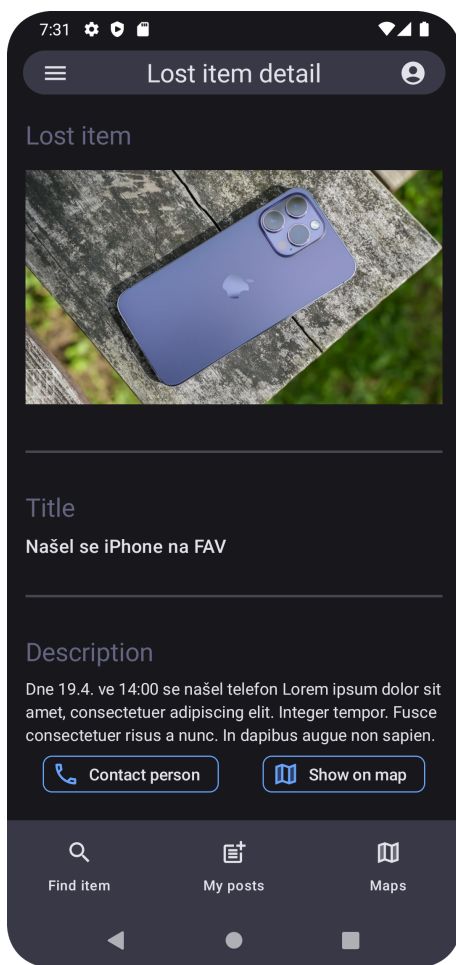 7:31
Lost item detail
Lost item
Title
Našel se iPhone na FAV
Description
Dne 19.4. ve 14:00 se našel telefon Lorem ipsum dolor sit
amet, consectetuer adipiscing elit. Integer tempor. Fusce
consectetuer risus a nunc. In dapibus augue non sapien.
Contact person
Show on map
Find item
My posts
Maps